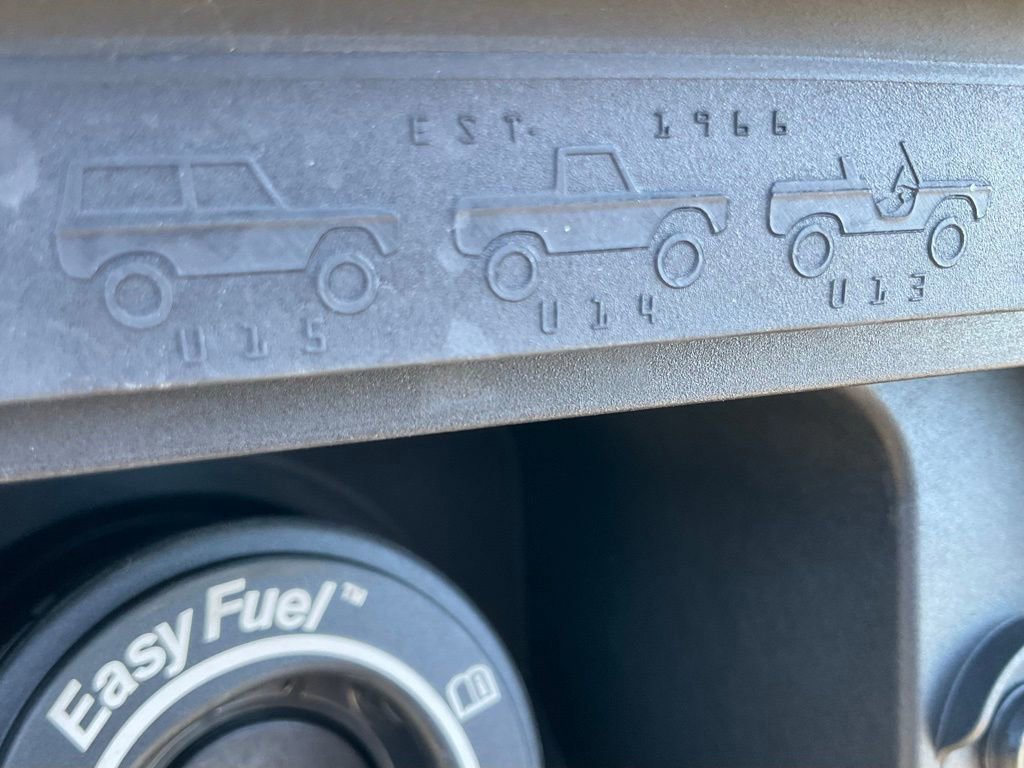 EST. 1966
U15 U14 U13
Easy Fuel™